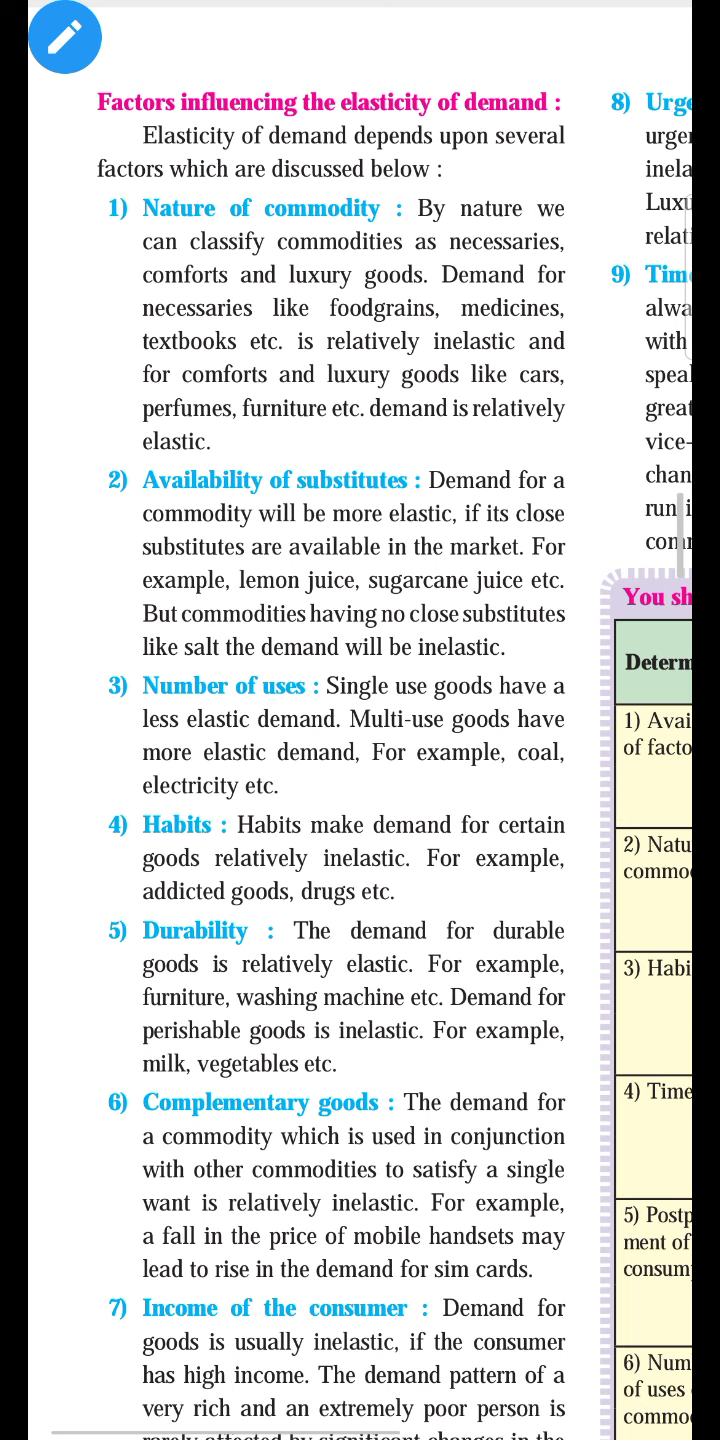 Factors influencing the elasticity of demand :
Elasticity of demand depends upon several
factors which are discussed below :
1) Nature of commodity : By nature we
can classify commodities as necessaries,
comforts and luxury goods. Demand for
necessaries like foodgrains, medicines,
textbooks etc. is relatively inelastic and
for comforts and luxury goods like cars,
perfumes, furniture etc. demand is relatively
elastic.
2) Availability of substitutes : Demand for a
commodity will be more elastic, if its close
substitutes are available in the market. For
example, lemon juice, sugarcane juice etc.
But commodities having no close substitutes
like salt the demand will be inelastic.
3) Number of uses : Single use goods have a
less elastic demand. Multi-use goods have
more elastic demand, For example, coal,
electricity etc.
4) Habits : Habits make demand for certain
goods relatively inelastic. For example,
addicted goods, drugs etc.
5) Durability : The demand for durable
goods is relatively elastic. For example,
furniture, washing machine etc. Demand for
perishable goods is inelastic. For example,
milk, vegetables etc.
6) Complementary goods : The demand for
a commodity which is used in conjunction
with other commodities to satisfy a single
want is relatively inelastic. For example,
a fall in the price of mobile handsets may
lead to rise in the demand for sim cards.
7) Income of the consumer : Demand for
goods is usually inelastic, if the consumer
has high income. The demand pattern of a
very rich and an extremely poor person is
8)
9)
with
run
You
1)
of
2)
3)
4) Time
5)
ment of
6)
of uses